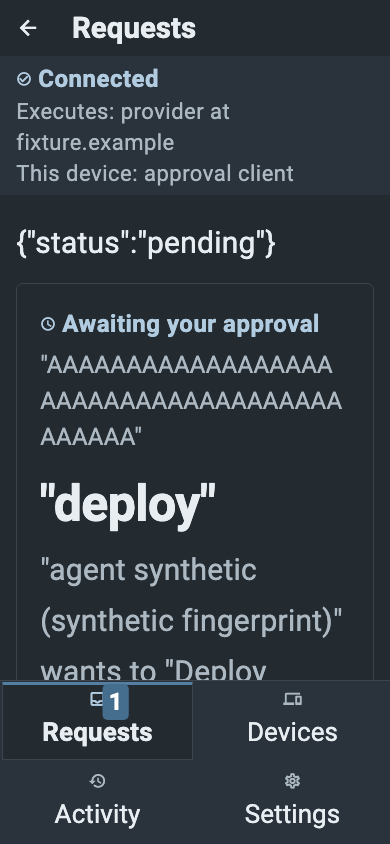 Requests
Connected
Executes: provider at
fixture.example
This device: approval client
{"status":"pending"}
Awaiting your approval
"AAAAAAAAAAAAAAAAAA
AAAAAAAAAAAAAAAAAAA
AAAAAA"
"deploy"
"agent synthetic
(synthetic fingerprint)"
wants to "Deploy
1
Requests
Devices
Activity
Settings